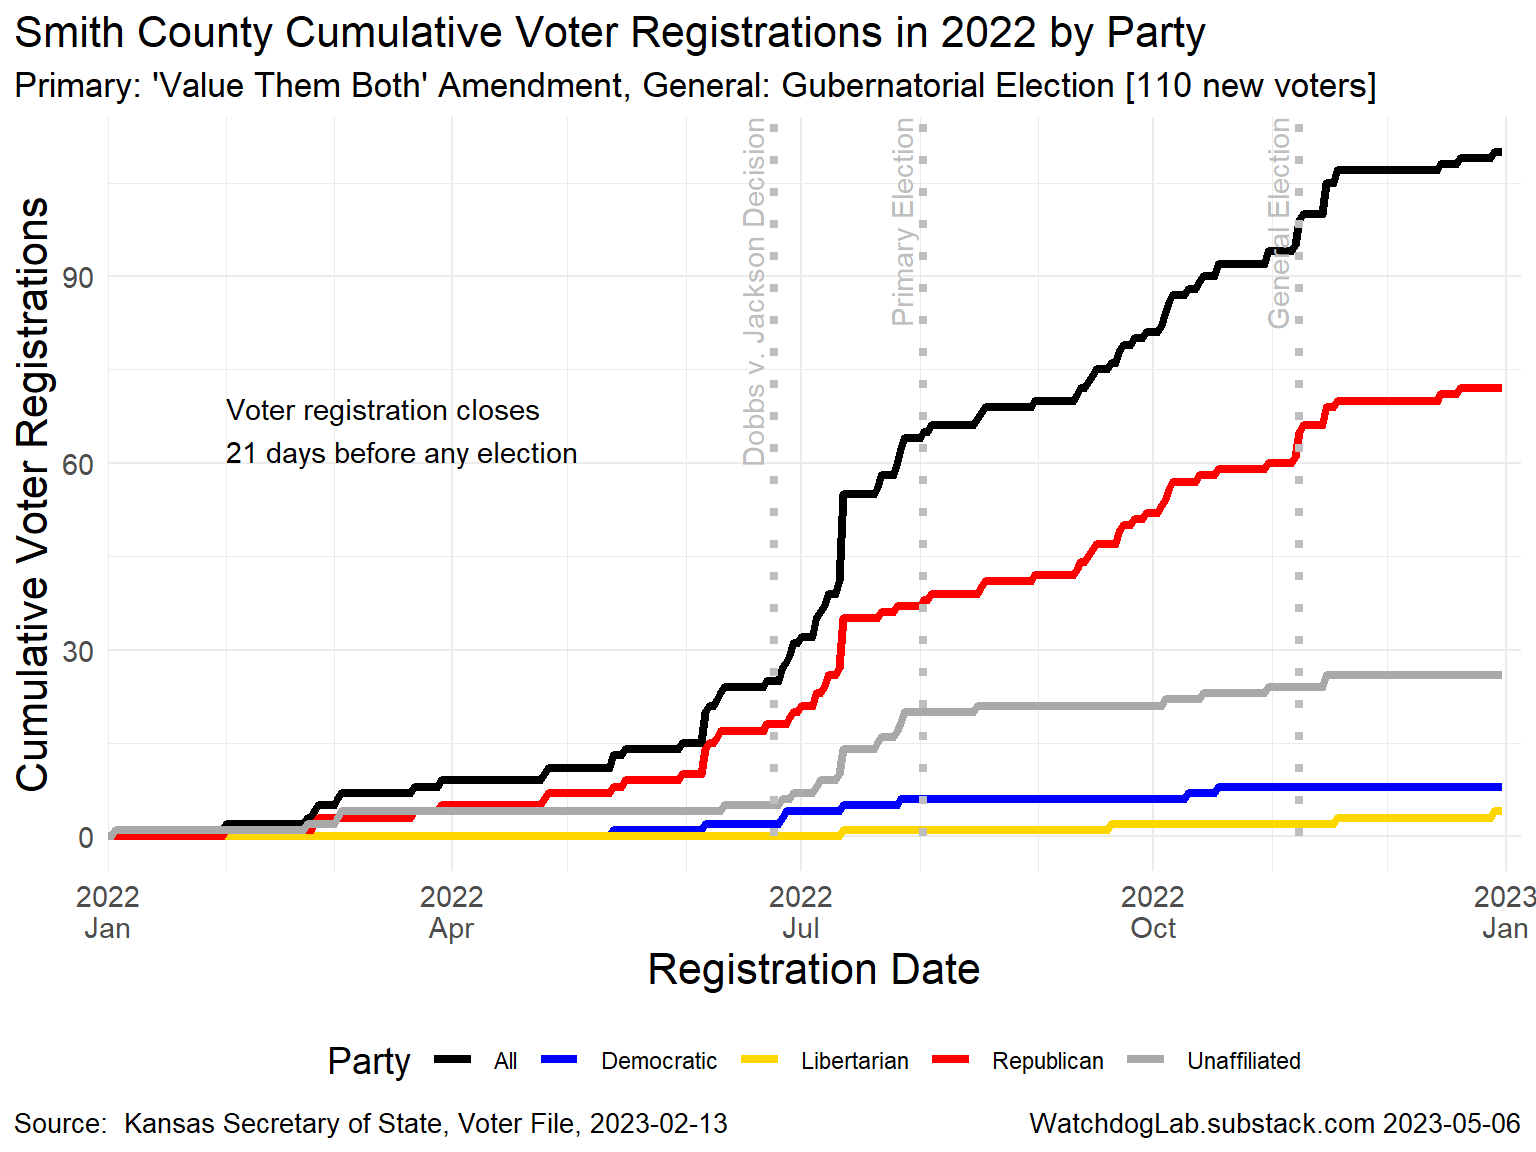 Smith County Cumulative Voter Registrations in 2022 by Party
Primary: 'Value Them Both' Amendment, General: Gubernatorial Election [110 new voters]
Cumulative Voter Registrations
90
60
30
0
Voter registration closes
21 days before any election
Dobbs v. Jackson Decision
Primary Election
General Election
2022
Jan
2022
Apr
2022
Jul
2022
Oct
2023
Jan
Registration Date
Party
All
Democratic
Libertarian
Republican
Unaffiliated
Source:  Kansas Secretary of State, Voter File, 2023-02-13
WatchdogLab.substack.com 2023-05-06